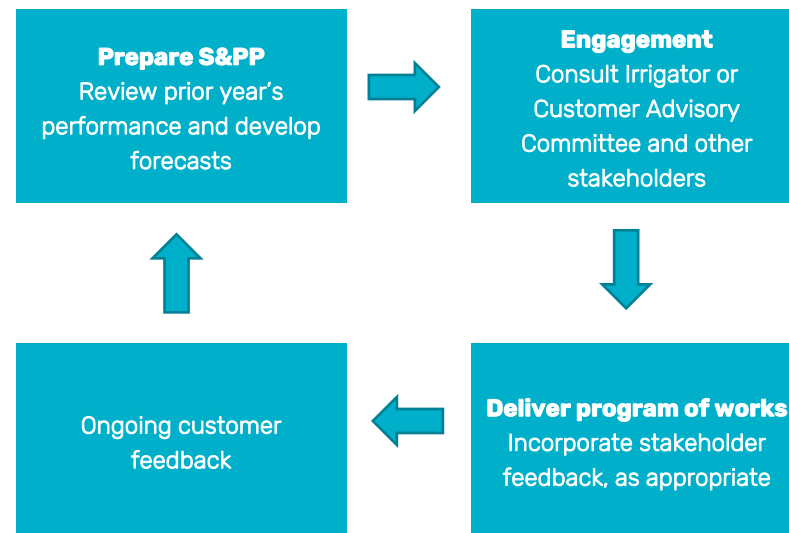 Prepare S&PP
Review prior year's
performance and develop
forecasts
Engagement
Consult Irrigator or
Customer Advisory
Committee and other
stakeholders
Deliver program of works
Incorporate stakeholder
feedback, as appropriate
Ongoing customer
feedback